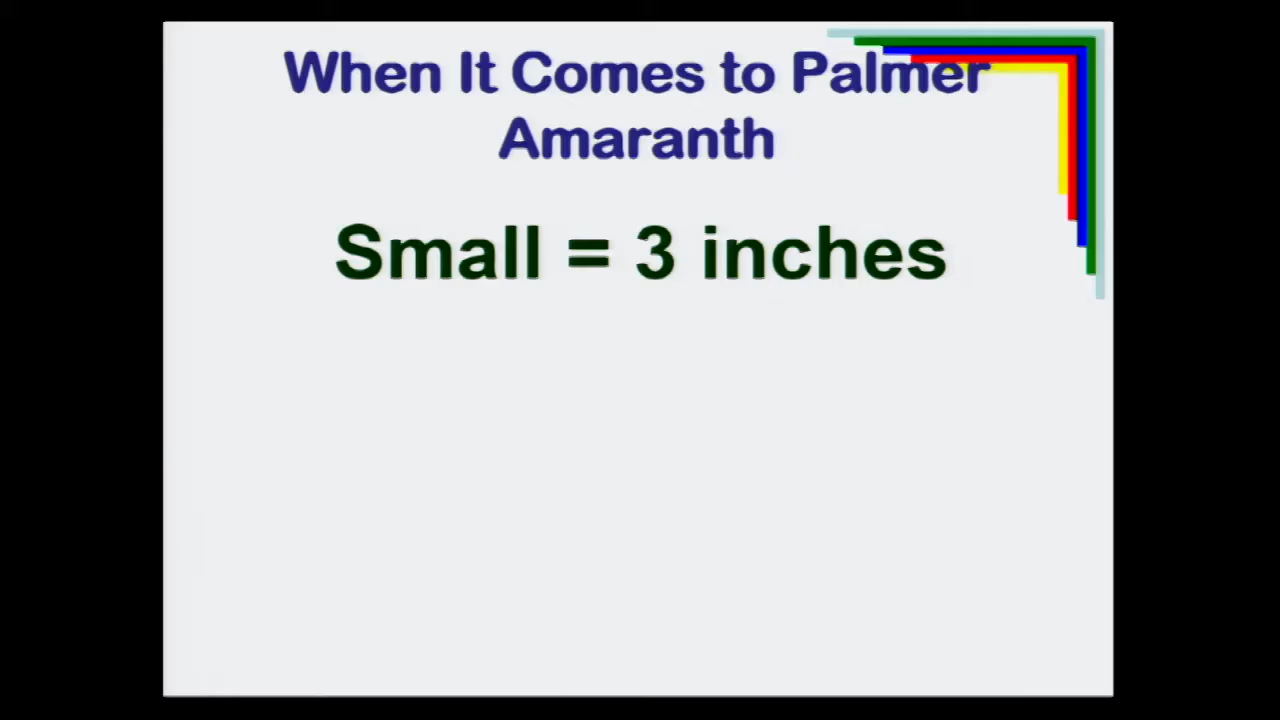 When It Comes to Palmer
Amaranth
Small = 3 inches